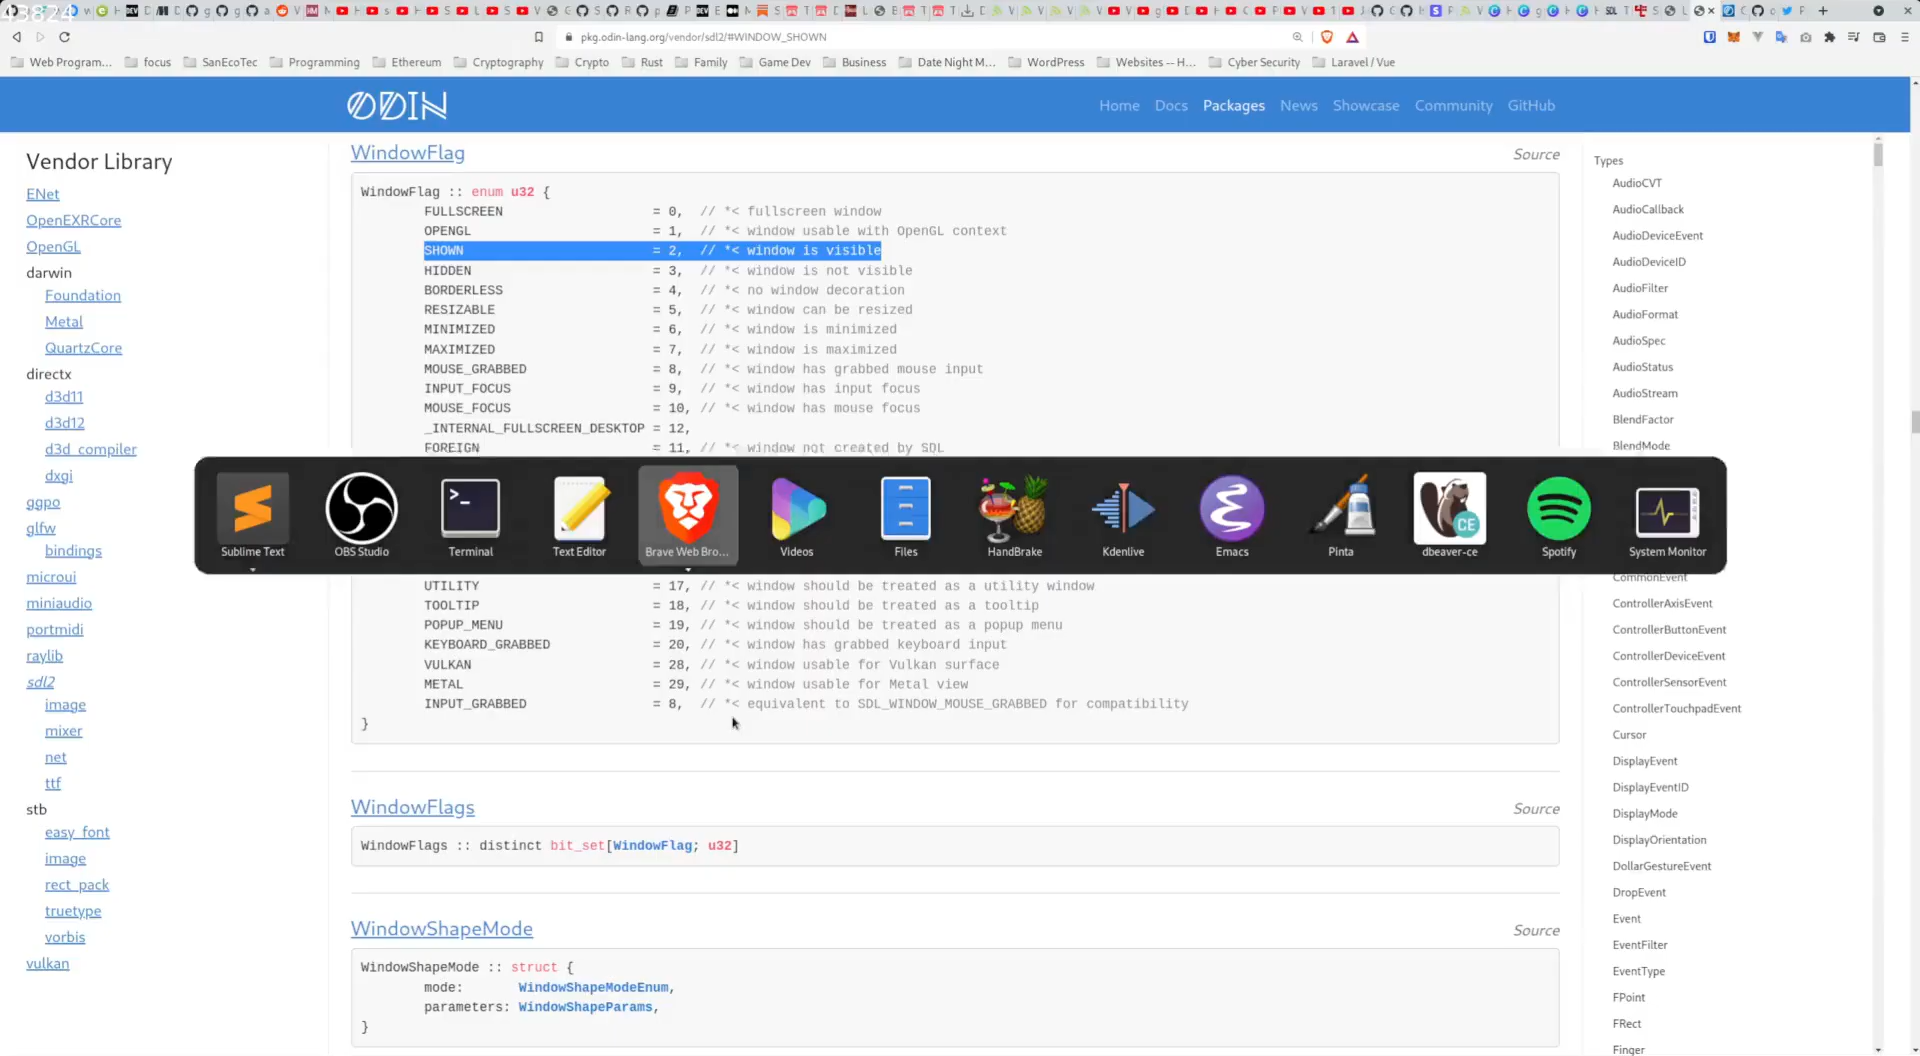 43824
pkg.odin-lang.org/vendor/sdl2/#WINDOW_SHOWN
Web Program...
focus
SanEcoTec
Programming
Ethereum
Cryptography
Crypto
Rust
Family
Game Dev
Business
Date Night M...
WordPress
Websites -- H...
Cyber Security
Laravel / Vue
ODIN
Home
Docs
Packages
News
Showcase
Community
GitHub
Vendor Library
ENet
OpenEXRCore
OpenGL
darwin
Foundation
Metal
QuartzCore
directx
d3d11
d3d12
d3d_compiler
dxgi
ggpo
glfw
bindings
microui
miniaudio
portmidi
raylib
sdl2
image
mixer
net
ttf
stb
easy_font
image
rect_pack
truetype
vorbis
vulkan
WindowFlag
Source
WindowFlag :: enum u32 {
FULLSCREEN = 0, // *< fullscreen window
OPENGL = 1, // *< window usable with OpenGL context
SHOWN = 2, // *< window is visible
HIDDEN = 3, // *< window is not visible
BORDERLESS = 4, // *< no window decoration
RESIZABLE = 5, // *< window can be resized
MINIMIZED = 6, // *< window is minimized
MAXIMIZED = 7, // *< window is maximized
MOUSE_GRABBED = 8, // *< window has grabbed mouse input
INPUT_FOCUS = 9, // *< window has input focus
MOUSE_FOCUS = 10, // *< window has mouse focus
_INTERNAL_FULLSCREEN_DESKTOP = 12,
FOREIGN = 11, // *< window not created by SDL
Sublime Text
OBS Studio
Terminal
Text Editor
Brave Web Bro...
Videos
Files
HandBrake
Kdenlive
Emacs
Pinta
dbeaver-ce
Spotify
System Monitor
UTILITY = 17, // *< window should be treated as a utility window
TOOLTIP = 18, // *< window should be treated as a tooltip
POPUP_MENU = 19, // *< window should be treated as a popup menu
KEYBOARD_GRABBED = 20, // *< window has grabbed keyboard input
VULKAN = 28, // *< window usable for Vulkan surface
METAL = 29, // *< window usable for Metal view
INPUT_GRABBED = 8, // *< equivalent to SDL_WINDOW_MOUSE_GRABBED for compatibility
}
WindowFlags
Source
WindowFlags :: distinct bit_set[WindowFlag; u32]
WindowShapeMode
Source
WindowShapeMode :: struct {
mode: WindowShapeModeEnum,
parameters: WindowShapeParams,
}
Types
AudioCVT
AudioCallback
AudioDeviceEvent
AudioDeviceID
AudioFilter
AudioFormat
AudioSpec
AudioStatus
AudioStream
BlendFactor
BlendMode
CommonEvent
ControllerAxisEvent
ControllerButtonEvent
ControllerDeviceEvent
ControllerSensorEvent
ControllerTouchpadEvent
Cursor
DisplayEvent
DisplayEventID
DisplayMode
DisplayOrientation
DollarGestureEvent
DropEvent
Event
EventFilter
EventType
FPoint
FRect
Finger